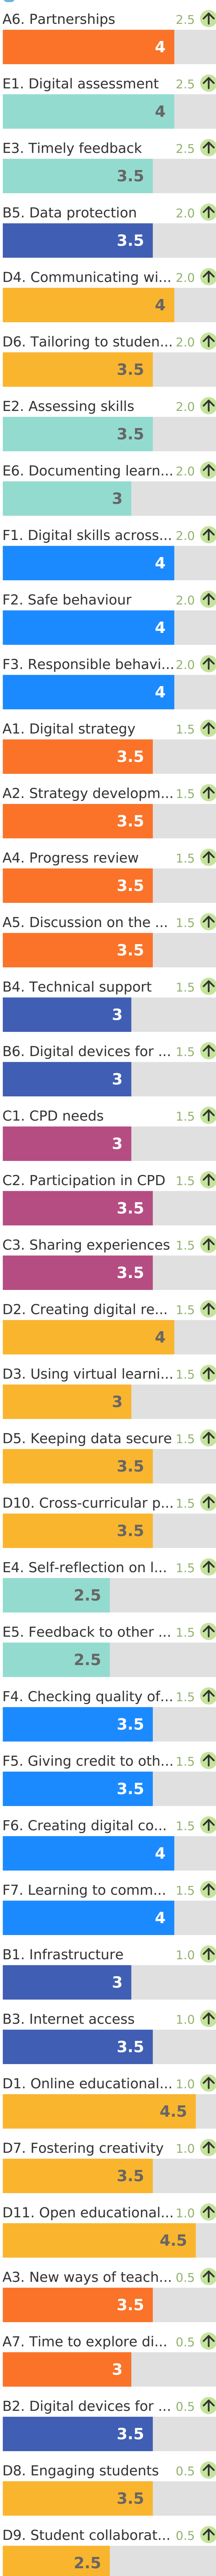 A6. Partnerships 2.5
4
E1. Digital assessment 2.5
4
E3. Timely feedback 2.5
3.5
B5. Data protection 2.0
3.5
D4. Communicating wi... 2.0
4
D6. Tailoring to studen... 2.0
3.5
E2. Assessing skills 2.0
3.5
E6. Documenting learn... 2.0
3
F1. Digital skills across... 2.0
4
F2. Safe behaviour 2.0
4
F3. Responsible behavi... 2.0
4
A1. Digital strategy 1.5
3.5
A2. Strategy developm... 1.5
3.5
A4. Progress review 1.5
3.5
A5. Discussion on the ... 1.5
3.5
B4. Technical support 1.5
3
B6. Digital devices for ... 1.5
3
C1. CPD needs 1.5
3
C2. Participation in CPD 1.5
3.5
C3. Sharing experiences 1.5
3.5
D2. Creating digital re... 1.5
4
D3. Using virtual learni... 1.5
3
D5. Keeping data secure 1.5
3.5
D10. Cross-curricular p... 1.5
3.5
E4. Self-reflection on l... 1.5
2.5
E5. Feedback to other ... 1.5
2.5
F4. Checking quality of... 1.5
3.5
F5. Giving credit to oth... 1.5
3.5
F6. Creating digital co... 1.5
4
F7. Learning to comm... 1.5
4
B1. Infrastructure 1.0
3
B3. Internet access 1.0
3.5
D1. Online educational... 1.0
4.5
D7. Fostering creativity 1.0
3.5
D11. Open educational... 1.0
4.5
A3. New ways of teach... 0.5
3.5
A7. Time to explore di... 0.5
3
B2. Digital devices for ... 0.5
3.5
D8. Engaging students 0.5
3.5
D9. Student collaborat... 0.5
2.5